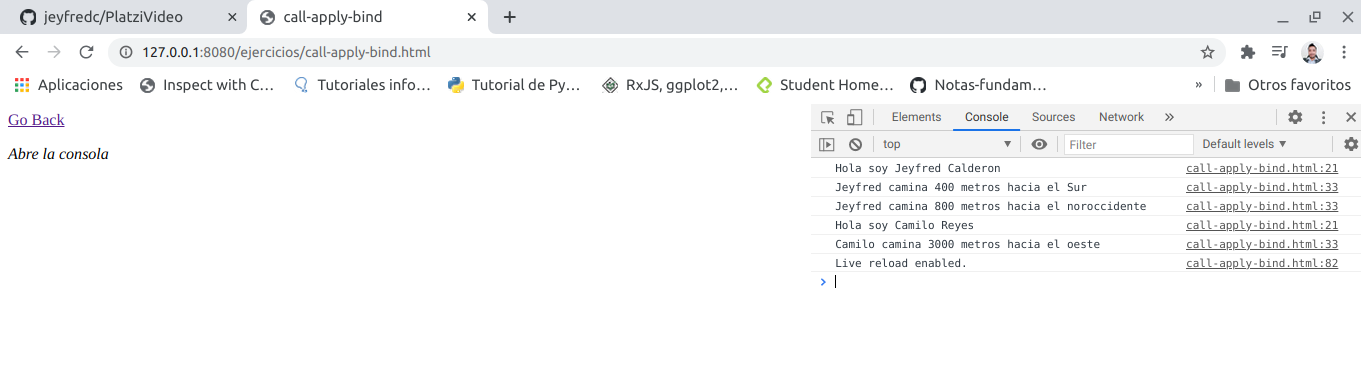 jeyfredc/PlatziVideo call-apply-bind
127.0.0.1:8080/ejercicios/call-apply-bind.html
Aplicaciones Inspect with C... Tutoriales info... Tutorial de Py... RxJS, ggplot2,... Student Home... Notas-fundam... » Otros favoritos
Go Back
Abre la consola
Elements Console Sources Network »
top Filter Default levels
Hola soy Jeyfred Calderon call-apply-bind.html:21
Jeyfred camina 400 metros hacia el Sur call-apply-bind.html:33
Jeyfred camina 800 metros hacia el noroccidente call-apply-bind.html:33
Hola soy Camilo Reyes call-apply-bind.html:21
Camilo camina 3000 metros hacia el oeste call-apply-bind.html:33
Live reload enabled. call-apply-bind.html:82